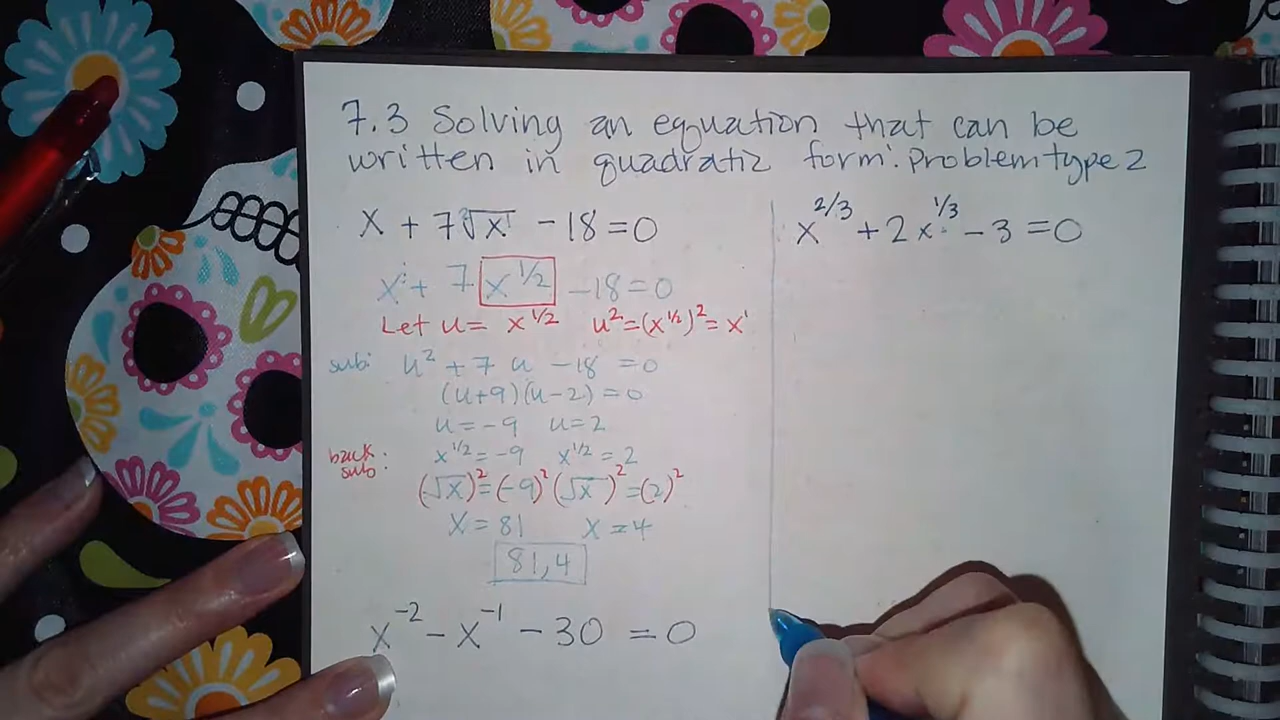 7.3 Solving an equation that can be
written in quadratic form: Problem type 2
x + 7√x - 18 = 0
x¹ + 7 x^1/2 - 18 = 0
Let u = x^1/2 u² = (x^1/2)² = x¹
sub: u² + 7 u - 18 = 0
(u+9)(u-2) = 0
u = -9 u = 2
back sub: x^1/2 = -9 x^1/2 = 2
(√x)² = (-9)² (√x)² = (2)²
x = 81 x = 4
81, 4
x^-2 - x^-1 - 30 = 0
x^2/3 + 2x^1/3 - 3 = 0